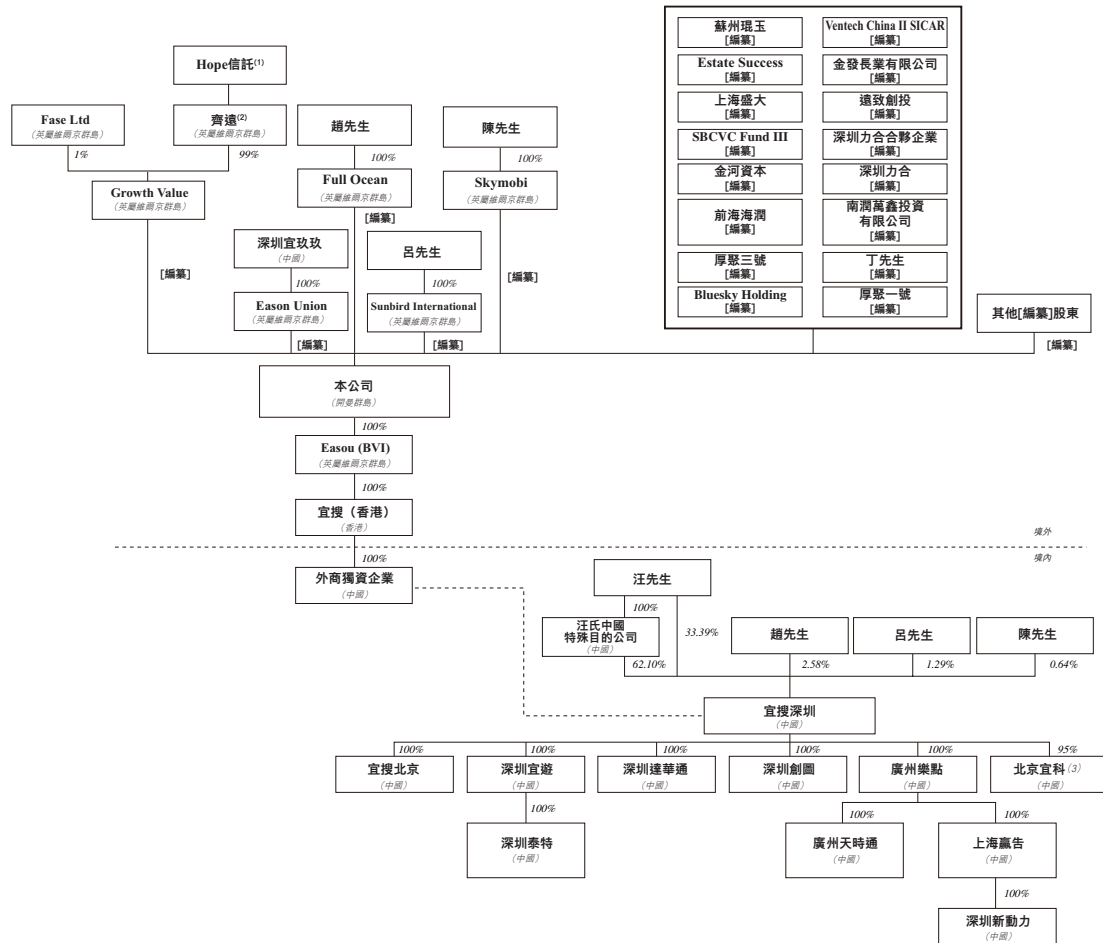 Hope信託(1)
Fase Ltd
(英屬維爾京群島)
齊遠(2)
(英屬維爾京群島)
趙先生
陳先生
1%
99%
100%
100%
Growth Value
(英屬維爾京群島)
Full Ocean
(英屬維爾京群島)
Skymobi
(英屬維爾京群島)
[編纂]
深圳宜玖玖
(中國)
呂先生
[編纂]
[編纂]
100%
100%
Eason Union
(英屬維爾京群島)
Sunbird International
(英屬維爾京群島)
[編纂]
[編纂]
蘇州琨玉
[編纂]
Ventech China II SICAR
[編纂]
Estate Success
[編纂]
金發長業有限公司
[編纂]
上海盛大
[編纂]
遠致創投
[編纂]
SBCVC Fund III
[編纂]
深圳力合合夥企業
[編纂]
金河資本
[編纂]
深圳力合
[編纂]
前海海潤
[編纂]
南潤萬鑫投資
有限公司
[編纂]
厚聚三號
[編纂]
丁先生
[編纂]
Bluesky Holding
[編纂]
厚聚一號
[編纂]
其他[編纂]股東
[編纂]
本公司
(開曼群島)
100%
Easou (BVI)
(英屬維爾京群島)
100%
宜搜（香港）
(香港)
境外
100%
境內
外商獨資企業
(中國)
汪先生
100%
33.39%
汪氏中國
特殊目的公司
(中國)
趙先生
呂先生
陳先生
62.10%
2.58%
1.29%
0.64%
宜搜深圳
(中國)
100%
100%
100%
100%
100%
95%
宜搜北京
(中國)
深圳宜遊
(中國)
深圳達華通
(中國)
深圳創圖
(中國)
廣州樂點
(中國)
北京宜科(3)
(中國)
100%
100%
100%
深圳泰特
(中國)
廣州天時通
(中國)
上海贏告
(中國)
100%
深圳新動力
(中國)